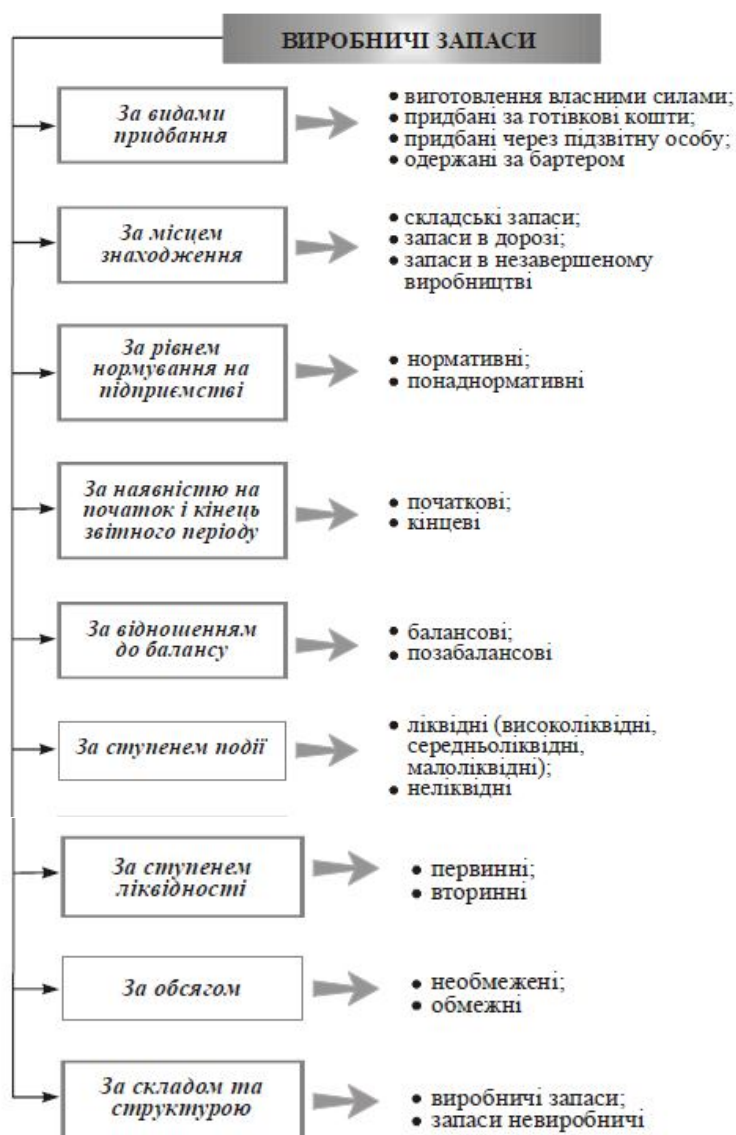 ВИРОБНИЧІ ЗАПАСИ
За видами
придбання
• виготовлення власними силами;
• придбані за готівкові кошти;
• придбані через підзвітну особу;
• одержані за бартером
За місцем
знаходження
• складські запаси;
• запаси в дорозі;
• запаси в незавершеному
виробництві
За рівнем
нормування на
підприємстві
• нормативні;
• понаднормативні
За наявністю на
початок і кінець
звітного періоду
• початкові;
• кінцеві
За відношенням
до балансу
• балансові;
• позабалансові
За ступенем події
• ліквідні (високоліквідні,
середньоліквідні,
малоліквідні);
• неліквідні
За ступенем
ліквідності
• первинні;
• вторинні
За обсягом
• необмежені;
• обмежні
За складом та
структурою
• виробничі запаси;
• запаси невиробничі